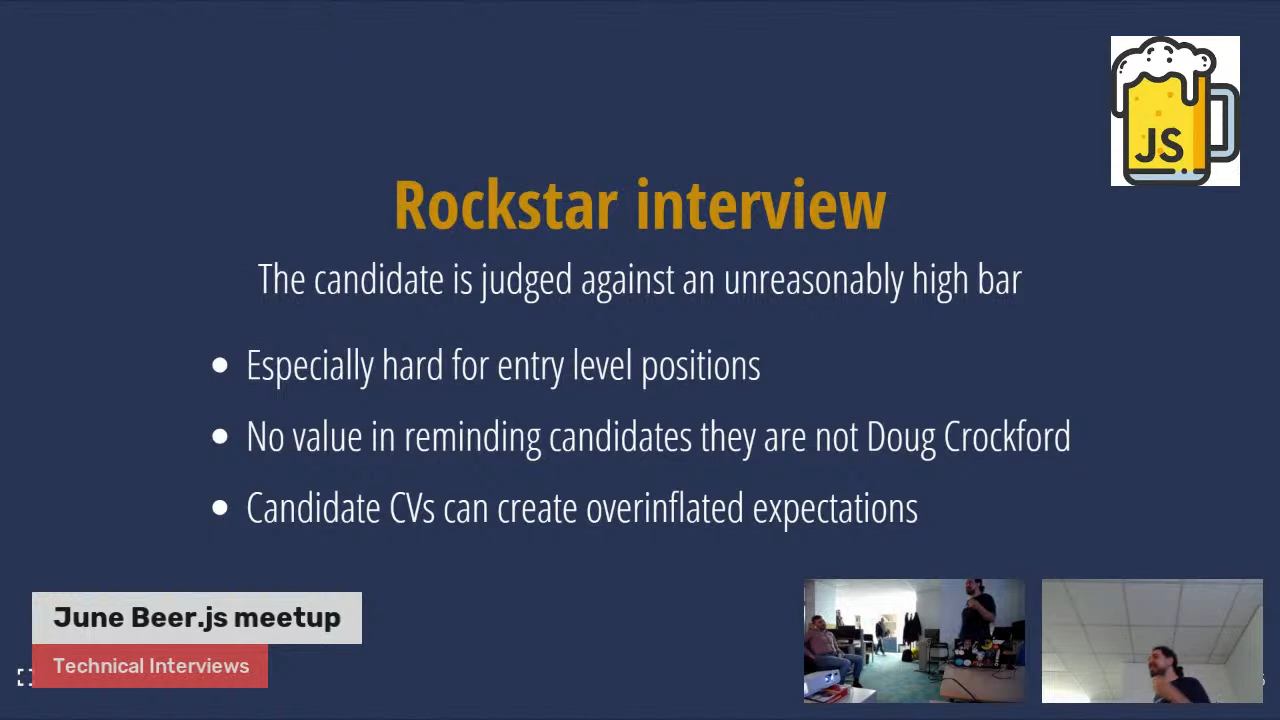 JS
Rockstar interview
The candidate is judged against an unreasonably high bar
Especially hard for entry level positions
No value in reminding candidates they are not Doug Crockford
Candidate CVs can create overinflated expectations
June Beer.js meetup
Technical Interviews